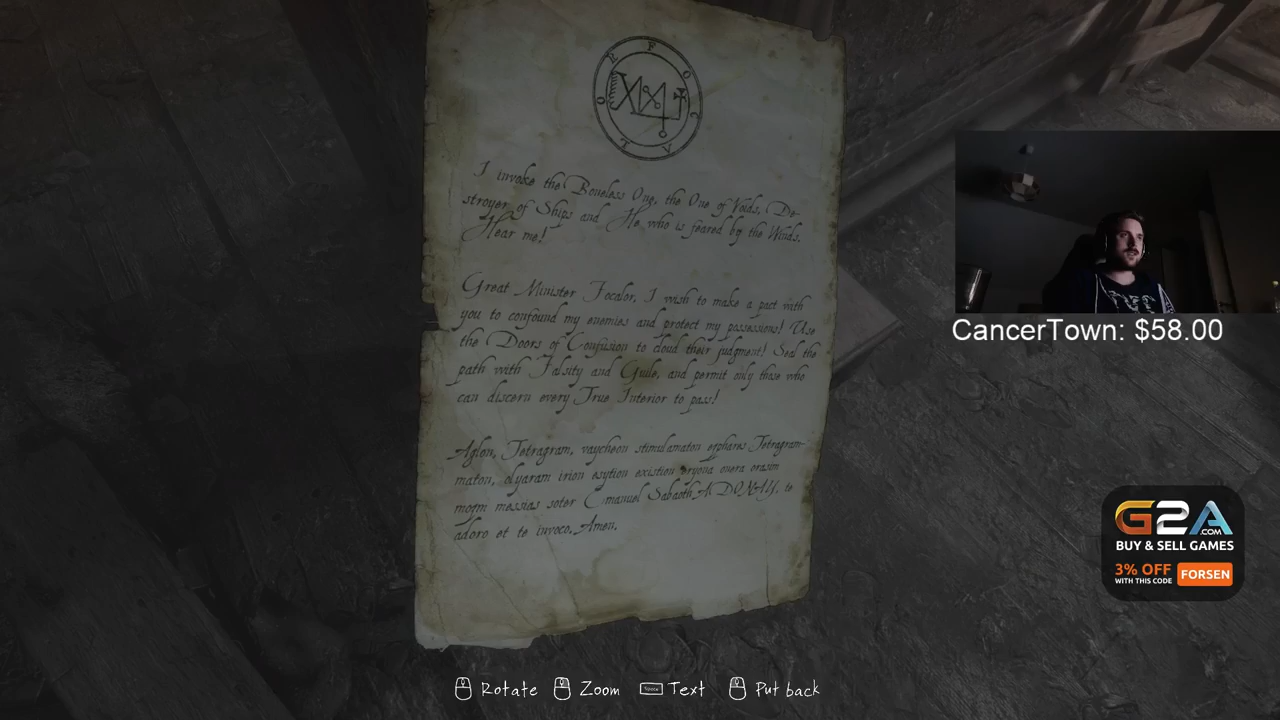 F O C A L O R
I invoke the Boneless One, the One of Voids, De-
stroyer of Ships and He who is feared by the Winds,
Hear me!
Great Minister Focalor, I wish to make a pact with
you to confound my enemies and protect my possessions! Use
the Doors of Confusion to cloud their judgment! Seal the
path with Falsity and Guile, and permit only those who
can discern every True Interior to pass!
Aglon, Tetragram, vaycheon stimulamaton erphares Tetragram-
maton, olyaram irion esytion existion eryona onera orasim
mozm messias soter Emanuel Sabaoth ADONAY, te
adoro et te invoco. Amen.
CancerTown: $58.00
G2A
.COM
BUY & SELL GAMES
3% OFF
WITH THIS CODE
FORSEN
Rotate Zoom Space Text Put back